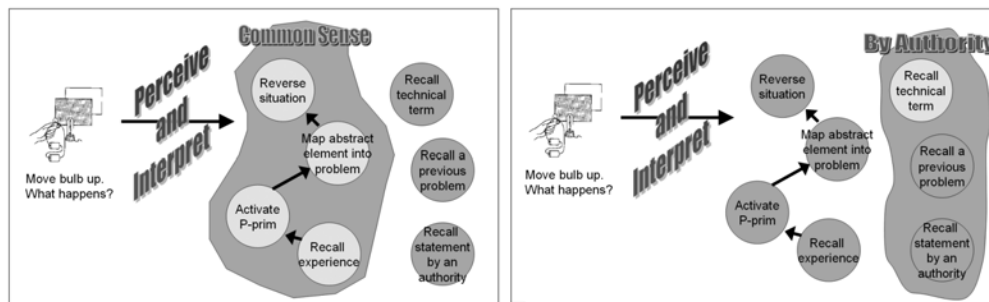 Common Sense
Perceive
and
Interpret
Move bulb up.
What happens?
Reverse
situation
Map abstract
element into
problem
Activate
P-prim
Recall
experience
Recall
technical
term
Recall a
previous
problem
Recall
statement
by an
authority
By Authority
Perceive
and
Interpret
Move bulb up.
What happens?
Reverse
situation
Map abstract
element into
problem
Activate
P-prim
Recall
experience
Recall
technical
term
Recall a
previous
problem
Recall
statement
by an
authority